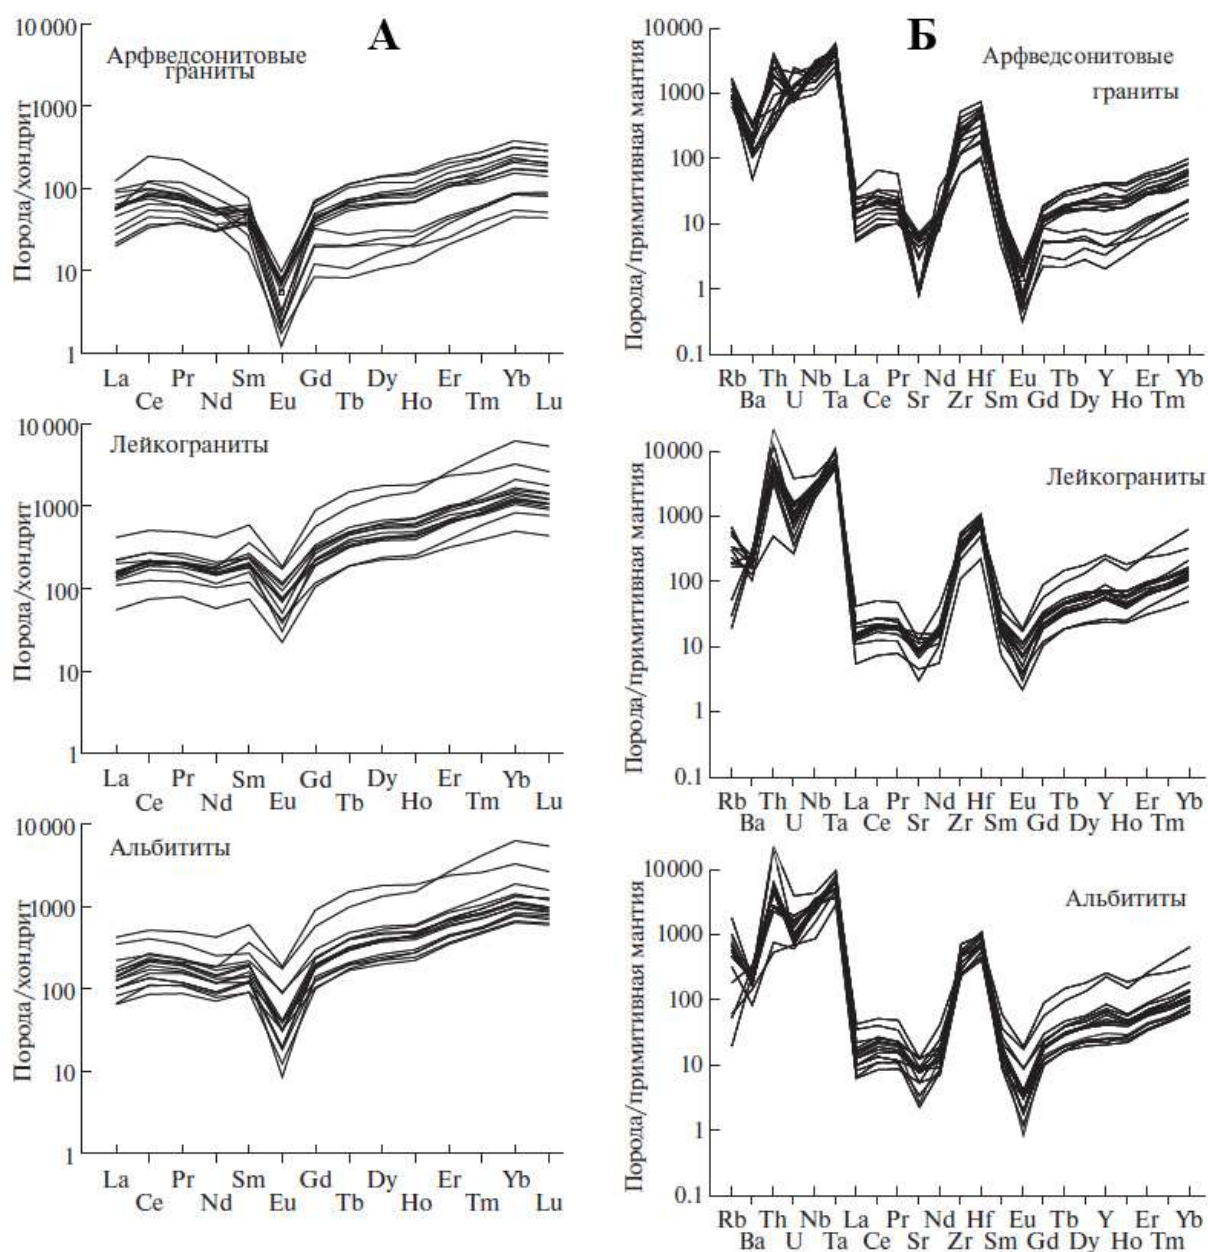 А
Арфведсонитовые
граниты
Порода/хондрит
10 000
1000
100
10
1
La Pr Sm Gd Dy Er Yb
Ce Nd Eu Tb Ho Tm Lu
Лейкограниты
Порода/хондрит
10 000
1000
100
10
1
La Pr Sm Gd Dy Er Yb
Ce Nd Eu Tb Ho Tm Lu
Альбититы
Порода/хондрит
10 000
1000
100
10
1
La Pr Sm Gd Dy Er Yb
Ce Nd Eu Tb Ho Tm Lu
Б
Арфведсонитовые
граниты
Порода/примитивная мантия
10 000
1000
100
10
1
0.1
Rb Th Nb La Pr Nd Hf Eu Tb Y Er Yb
Ba U Ta Ce Sr Zr Sm Gd Dy Ho Tm
Лейкограниты
Порода/примитивная мантия
10 000
1000
100
10
1
0.1
Rb Th Nb La Pr Nd Hf Eu Tb Y Er Yb
Ba U Ta Ce Sr Zr Sm Gd Dy Ho Tm
Альбититы
Порода/примитивная мантия
10 000
1000
100
10
1
0.1
Rb Th Nb La Pr Nd Hf Eu Tb Y Er Yb
Ba U Ta Ce Sr Zr Sm Gd Dy Ho Tm